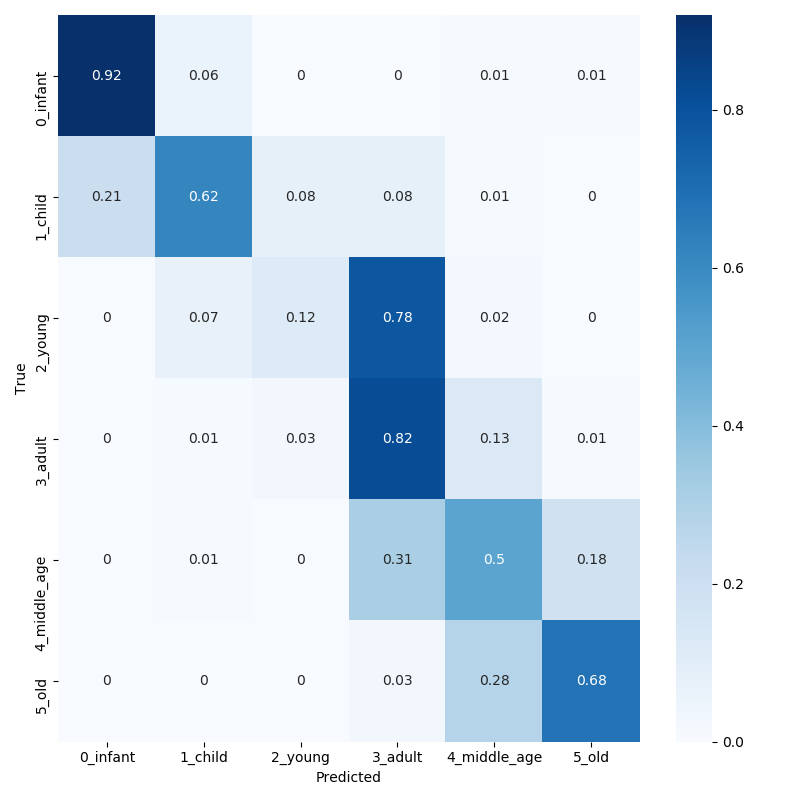 0_infant 0.92 0.06 0 0 0.01 0.01
1_child 0.21 0.62 0.08 0.08 0.01 0
2_young 0 0.07 0.12 0.78 0.02 0
3_adult 0 0.01 0.03 0.82 0.13 0.01
4_middle_age 0 0.01 0 0.31 0.5 0.18
5_old 0 0 0 0.03 0.28 0.68
True
0_infant 1_child 2_young 3_adult 4_middle_age 5_old
Predicted
0.8
0.6
0.4
0.2
0.0